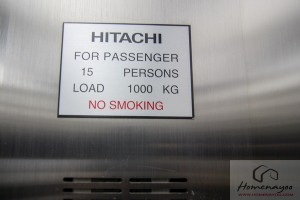 HITACHI
FOR PASSENGER
15 PERSONS
LOAD 1000 KG
NO SMOKING
Homenayoo